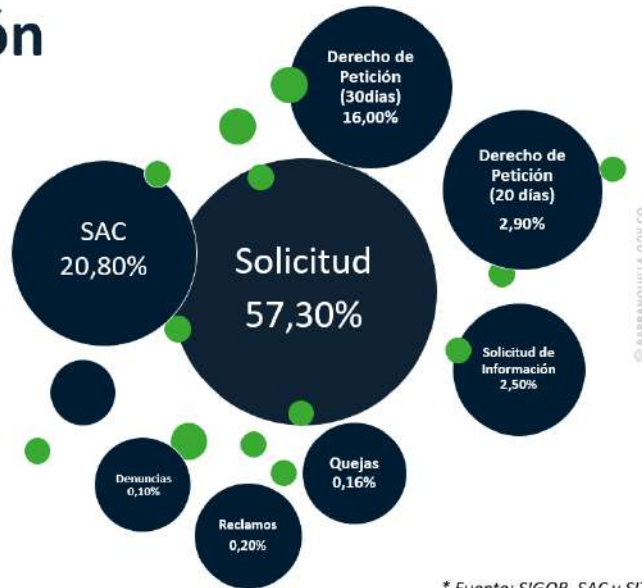 ón
Derecho de
Petición
(30dias)
16,00%
Derecho de
Petición
(20 días)
2,90%
SAC
20,80%
Solicitud
57,30%
Solicitud de
Información
2,50%
Quejas
0,16%
Denuncias
0,10%
Reclamos
0,20%
* Fuente: SIGOB, SAC y